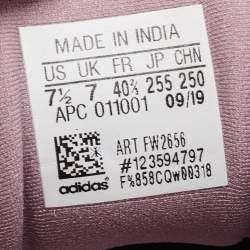 MADE IN INDIA
US UK FR JP CHN
7½ 7 40⅔ 255 250
APC 011001 09/19
ART FW2656
#123594797
adidas F%858CQw00318